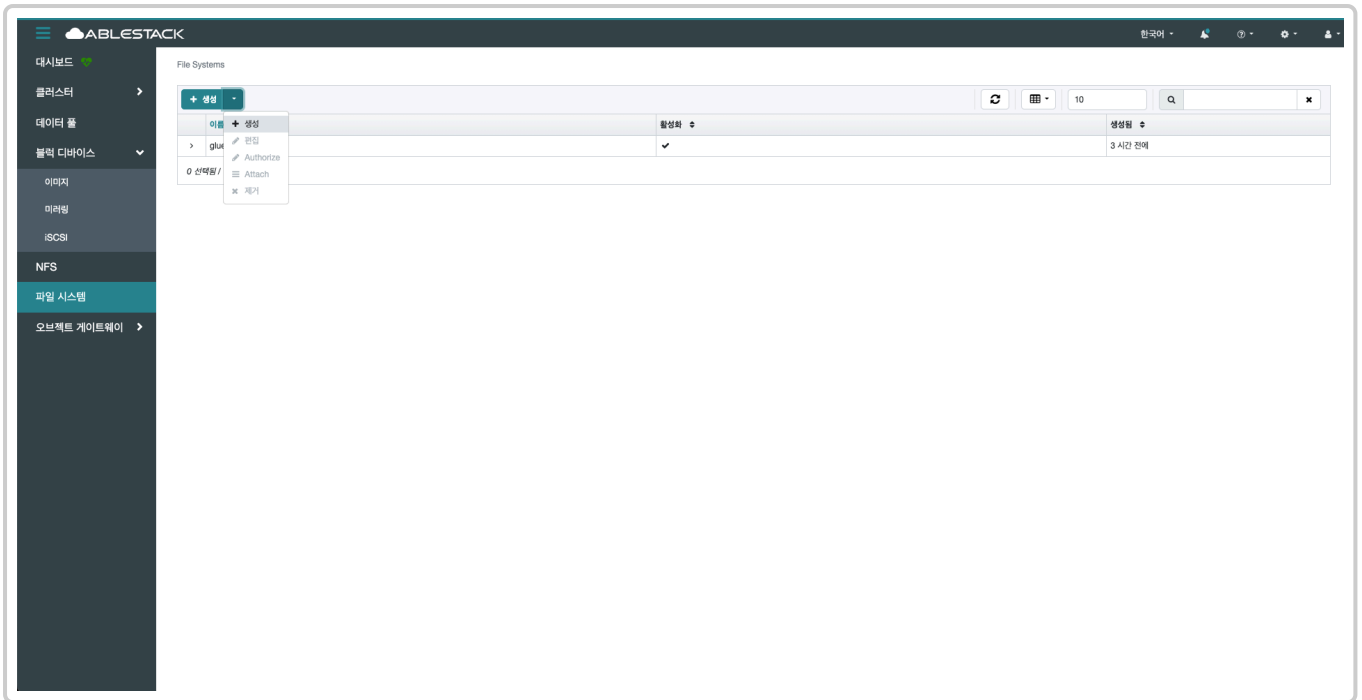 ABLESTACK
한국어
대시보드
클러스터
데이터 풀
블럭 디바이스
이미지
미러링
iSCSI
NFS
파일 시스템
오브젝트 게이트웨이
File Systems
+ 생성
10
활성화
생성됨
3 시간 전에
0 선택됨 /
+ 생성
편집
Authorize
Attach
제거